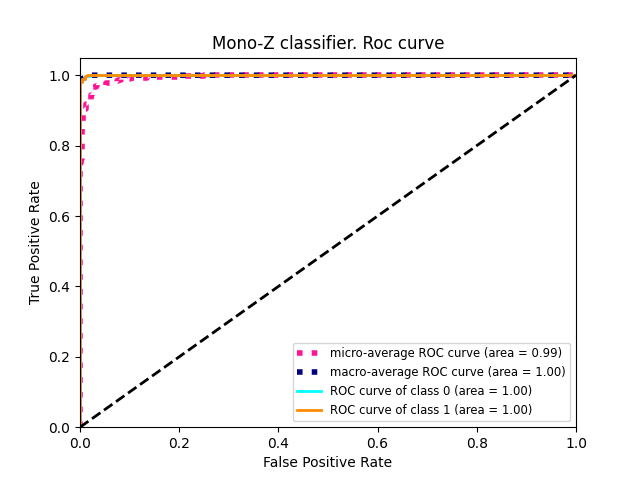 Mono-Z classifier. Roc curve
True Positive Rate
1.0
0.8
0.6
0.4
0.2
0.0
micro-average ROC curve (area = 0.99)
macro-average ROC curve (area = 1.00)
ROC curve of class 0 (area = 1.00)
ROC curve of class 1 (area = 1.00)
0.0 0.2 0.4 0.6 0.8 1.0
False Positive Rate